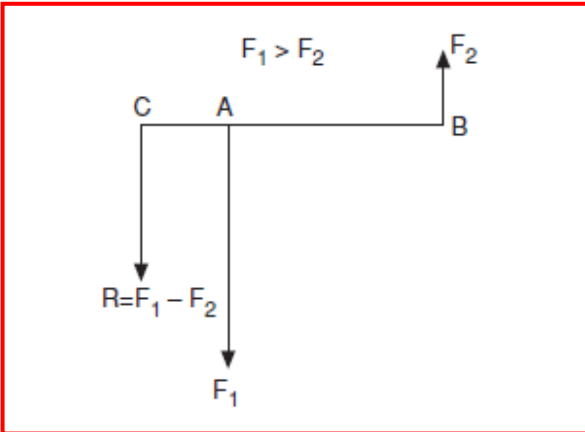 F₁ > F₂
F₂
C
A
B
R=F₁ – F₂
F₁